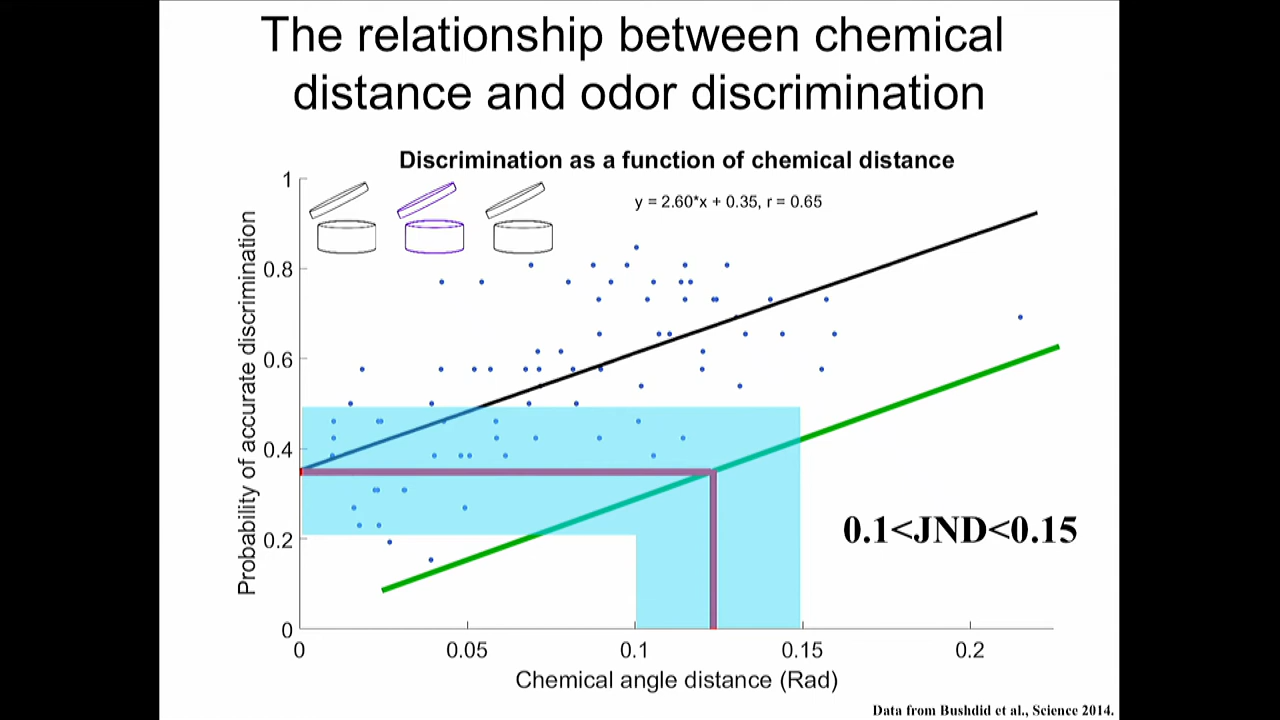 The relationship between chemical
distance and odor discrimination
Discrimination as a function of chemical distance
y = 2.60*x + 0.35, r = 0.65
Probability of accurate discrimination
1
0.8
0.6
0.4
0.2
0
0 0.05 0.1 0.15 0.2
Chemical angle distance (Rad)
0.1<JND<0.15
Data from Bushdid et al., Science 2014.